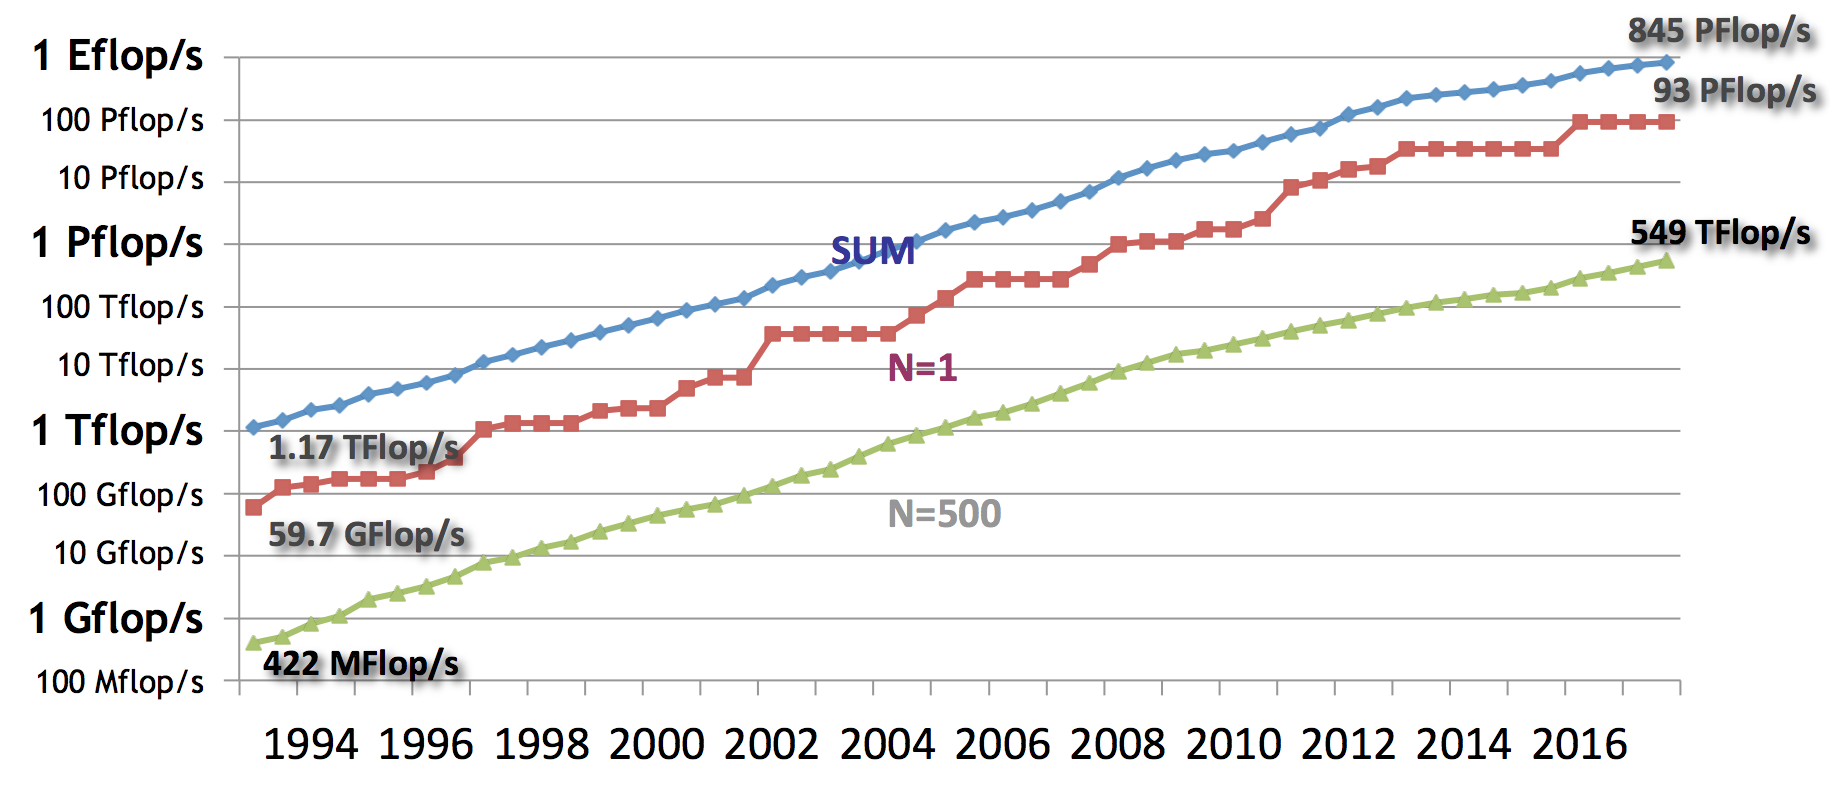 845 PFlop/s
1 Eflop/s
93 PFlop/s
100 Pflop/s
10 Pflop/s
549 TFlop/s
1 Pflop/s
SUM
100 Tflop/s
10 Tflop/s
N=1
1 Tflop/s
1.17 TFlop/s
100 Gflop/s
N=500
59.7 GFlop/s
10 Gflop/s
1 Gflop/s
422 MFlop/s
100 Mflop/s
1994 1996 1998 2000 2002 2004 2006 2008 2010 2012 2014 2016